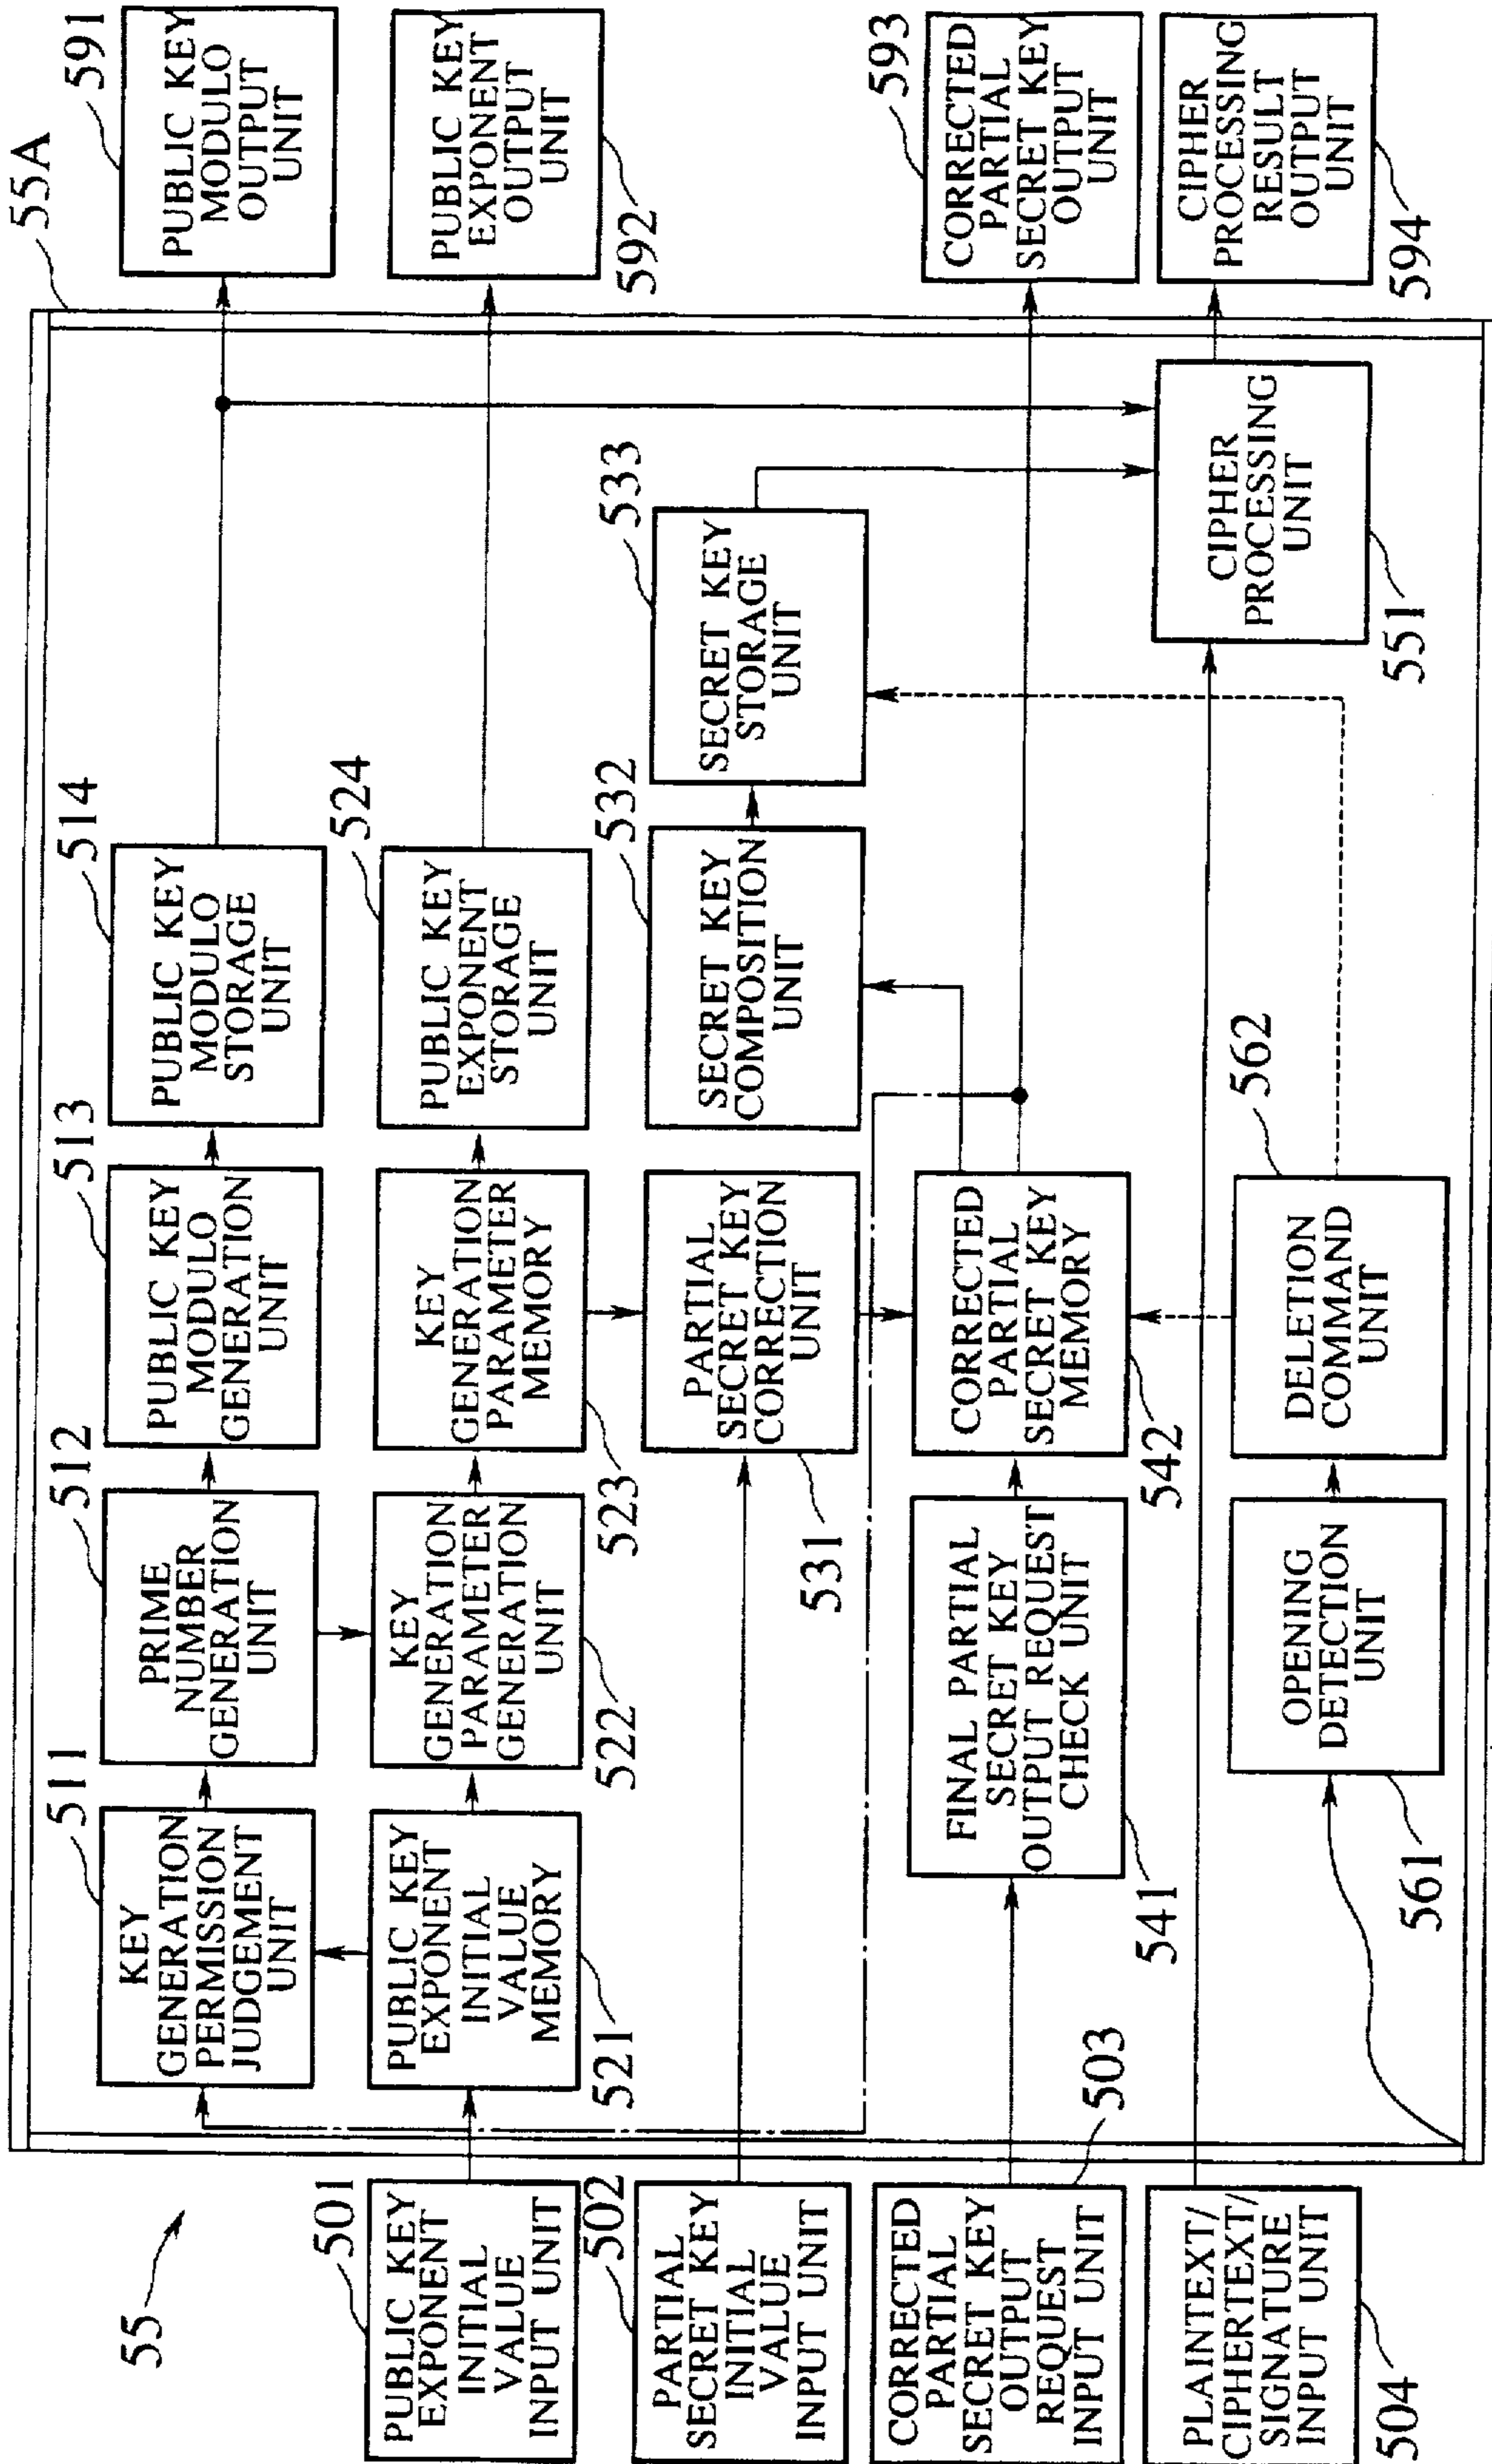 55
55A
501
PUBLIC KEY
EXPONENT
INITIAL
VALUE
INPUT UNIT
502
PARTIAL
SECRET KEY
INITIAL
VALUE
INPUT UNIT
CORRECTED
PARTIAL
SECRET KEY
OUTPUT
REQUEST
INPUT UNIT
503
PLAINTEXT/
CIPHERTEXT/
SIGNATURE
INPUT UNIT
504
511
KEY
GENERATION
PERMISSION
JUDGEMENT
UNIT
512
PRIME
NUMBER
GENERATION
UNIT
513
PUBLIC KEY
MODULO
GENERATION
UNIT
514
PUBLIC KEY
MODULO
STORAGE
UNIT
591
PUBLIC KEY
MODULO
OUTPUT
UNIT
PUBLIC KEY
EXPONENT
INITIAL
VALUE
MEMORY
521
KEY
GENERATION
PARAMETER
GENERATION
UNIT
522
KEY
GENERATION
PARAMETER
MEMORY
523
524
PUBLIC KEY
EXPONENT
STORAGE
UNIT
PUBLIC KEY
EXPONENT
OUTPUT
UNIT
592
PARTIAL
SECRET KEY
CORRECTION
UNIT
531
532
SECRET KEY
COMPOSITION
UNIT
533
SECRET KEY
STORAGE
UNIT
FINAL PARTIAL
SECRET KEY
OUTPUT REQUEST
CHECK UNIT
541
CORRECTED
PARTIAL
SECRET KEY
MEMORY
542
593
CORRECTED
PARTIAL
SECRET KEY
OUTPUT
UNIT
OPENING
DETECTION
UNIT
561
562
DELETION
COMMAND
UNIT
CIPHER
PROCESSING
UNIT
551
CIPHER
PROCESSING
RESULT
OUTPUT
UNIT
594